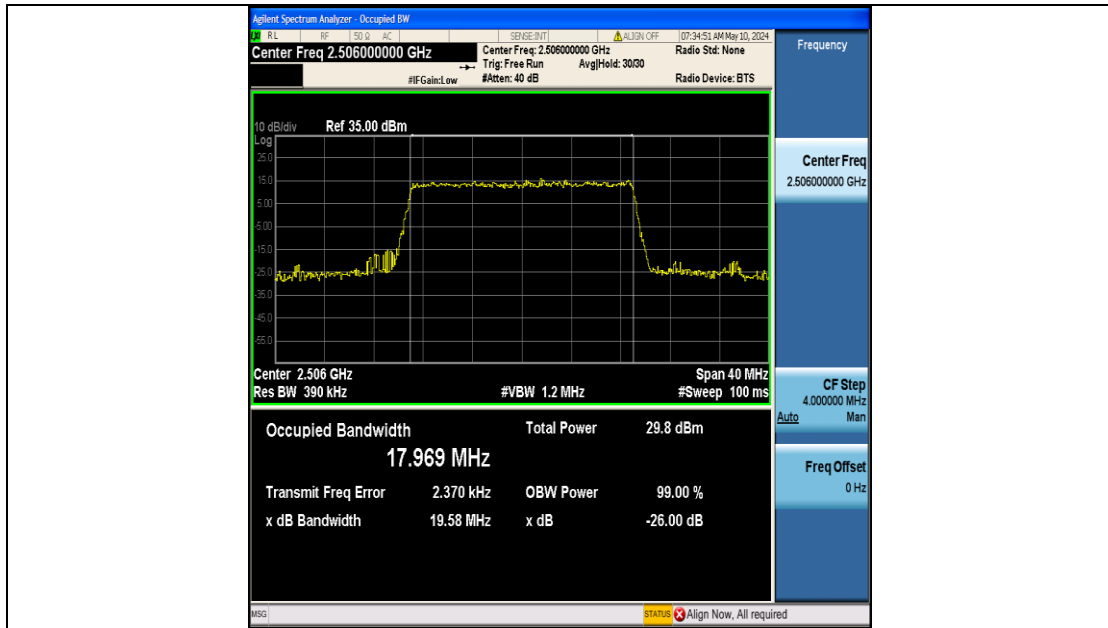 Agilent Spectrum Analyzer - Occupied BW
RL RF 50 Ω AC SENSE:INT ALIGN OFF 07:34:51 AM May 10, 2024
Center Freq 2.506000000 GHz
Center Freq: 2.506000000 GHz Radio Std: None
Trig: Free Run Avg|Hold: 30/30
#IFGain:Low #Atten: 40 dB Radio Device: BTS
10 dB/div Ref 35.00 dBm
Log
25.0
15.0
5.00
-5.00
-15.0
-25.0
-35.0
-45.0
-55.0
Center 2.506 GHz Span 40 MHz
Res BW 390 kHz #VBW 1.2 MHz #Sweep 100 ms
Occupied Bandwidth Total Power 29.8 dBm
17.969 MHz
Transmit Freq Error 2.370 kHz OBW Power 99.00 %
x dB Bandwidth 19.58 MHz x dB -26.00 dB
MSG STATUS Align Now, All required
Frequency
Center Freq
2.506000000 GHz
CF Step
4.000000 MHz
Auto Man
Freq Offset
0 Hz